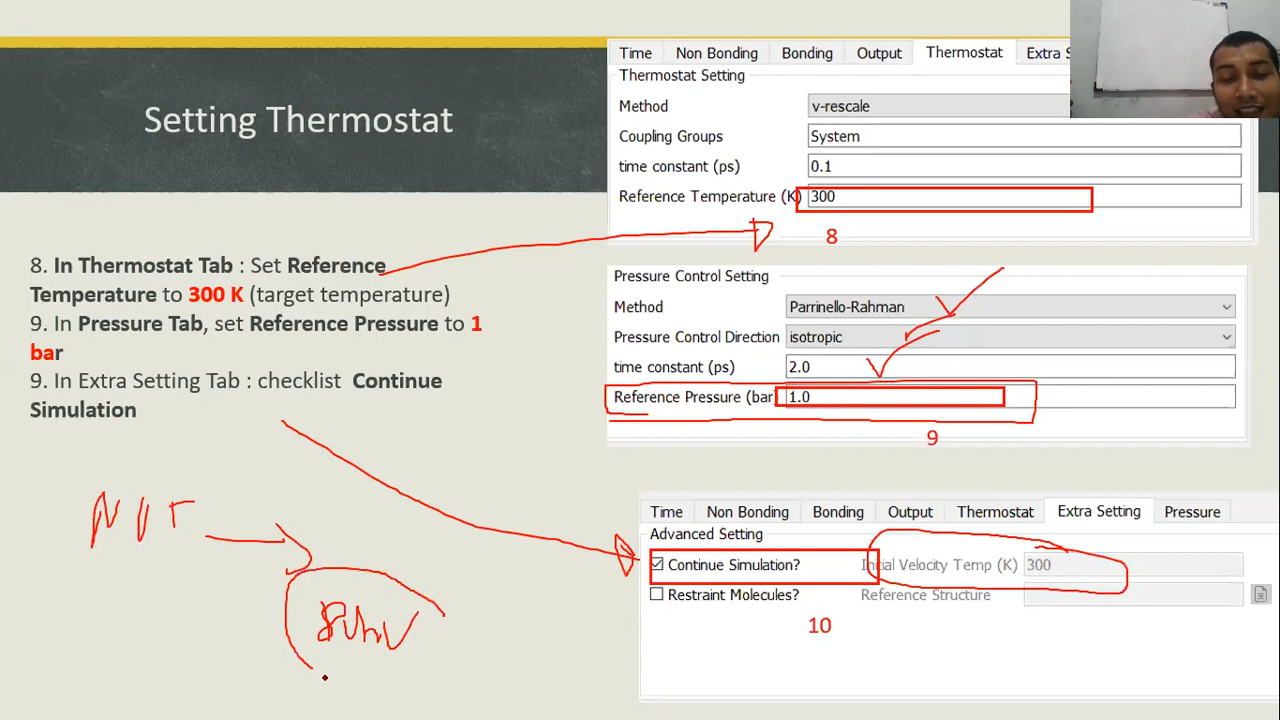 Setting Thermostat
8. In Thermostat Tab : Set Reference
Temperature to 300 K (target temperature)
9. In Pressure Tab, set Reference Pressure to 1
bar
9. In Extra Setting Tab : checklist Continue
Simulation
Time Non Bonding Bonding Output Thermostat
Thermostat Setting
Method v-rescale
Coupling Groups System
time constant (ps) 0.1
Reference Temperature (K) 300
8
Pressure Control Setting
Method Parrinello-Rahman
Pressure Control Direction isotropic
time constant (ps) 2.0
Reference Pressure (bar 1.0
9
Time Non Bonding Bonding Output Thermostat Extra Setting Pressure
Advanced Setting
Continue Simulation? Initial Velocity Temp (K) 300
Restraint Molecules? Reference Structure
10